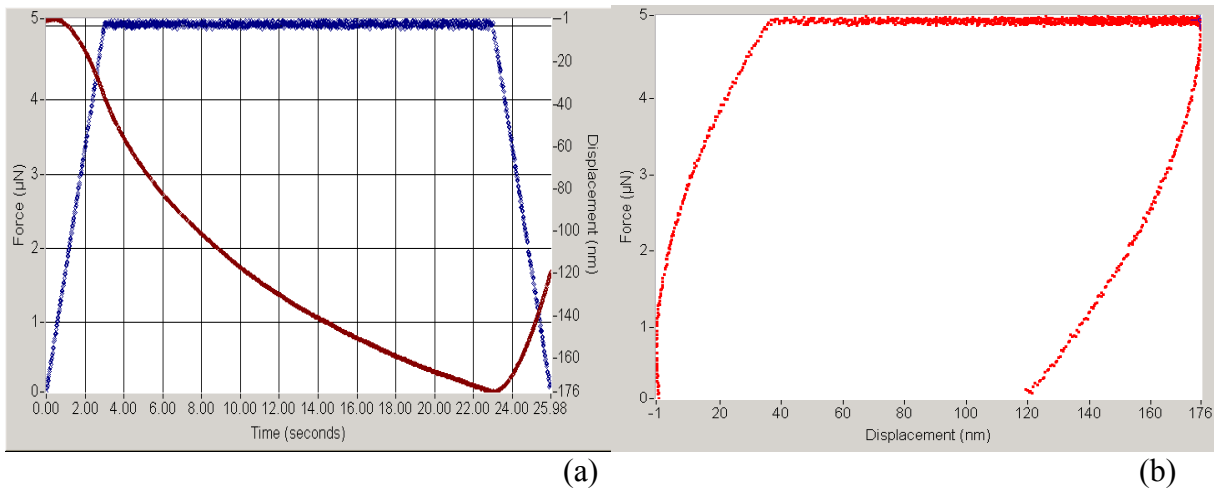 5
4
3
2
1
0
Force (µN)
-1
-20
-40
-60
-80
-100
-120
-140
-160
-176
Displacement (nm)
0.00 2.00 4.00 6.00 8.00 10.00 12.00 14.00 16.00 18.00 20.00 22.00 24.00 25.98
Time (seconds)
(a)
5
4
3
2
1
0
Force (µN)
-1 20 40 60 80 100 120 140 160 176
Displacement (nm)
(b)